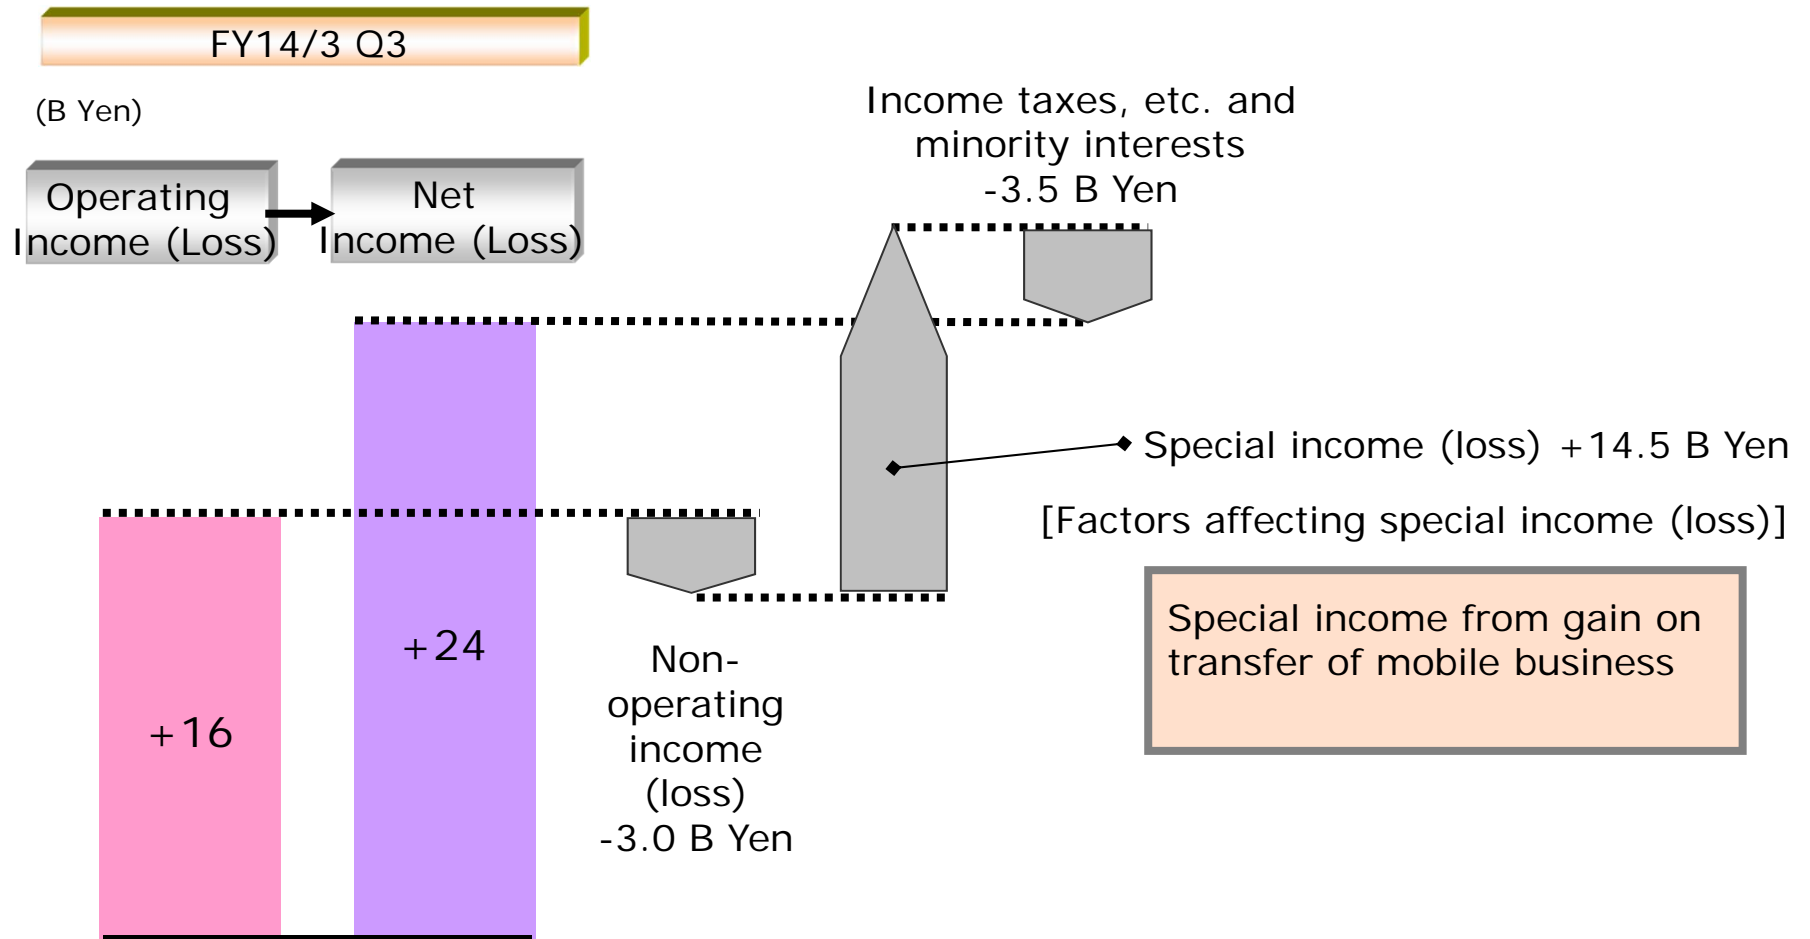 FY14/3 Q3
(B Yen)
Operating
Income (Loss)
Net
Income (Loss)
Income taxes, etc. and
minority interests
-3.5 B Yen
Special income (loss) +14.5 B Yen
[Factors affecting special income (loss)]
Special income from gain on
transfer of mobile business
+16
+24
Non-
operating
income
(loss)
-3.0 B Yen